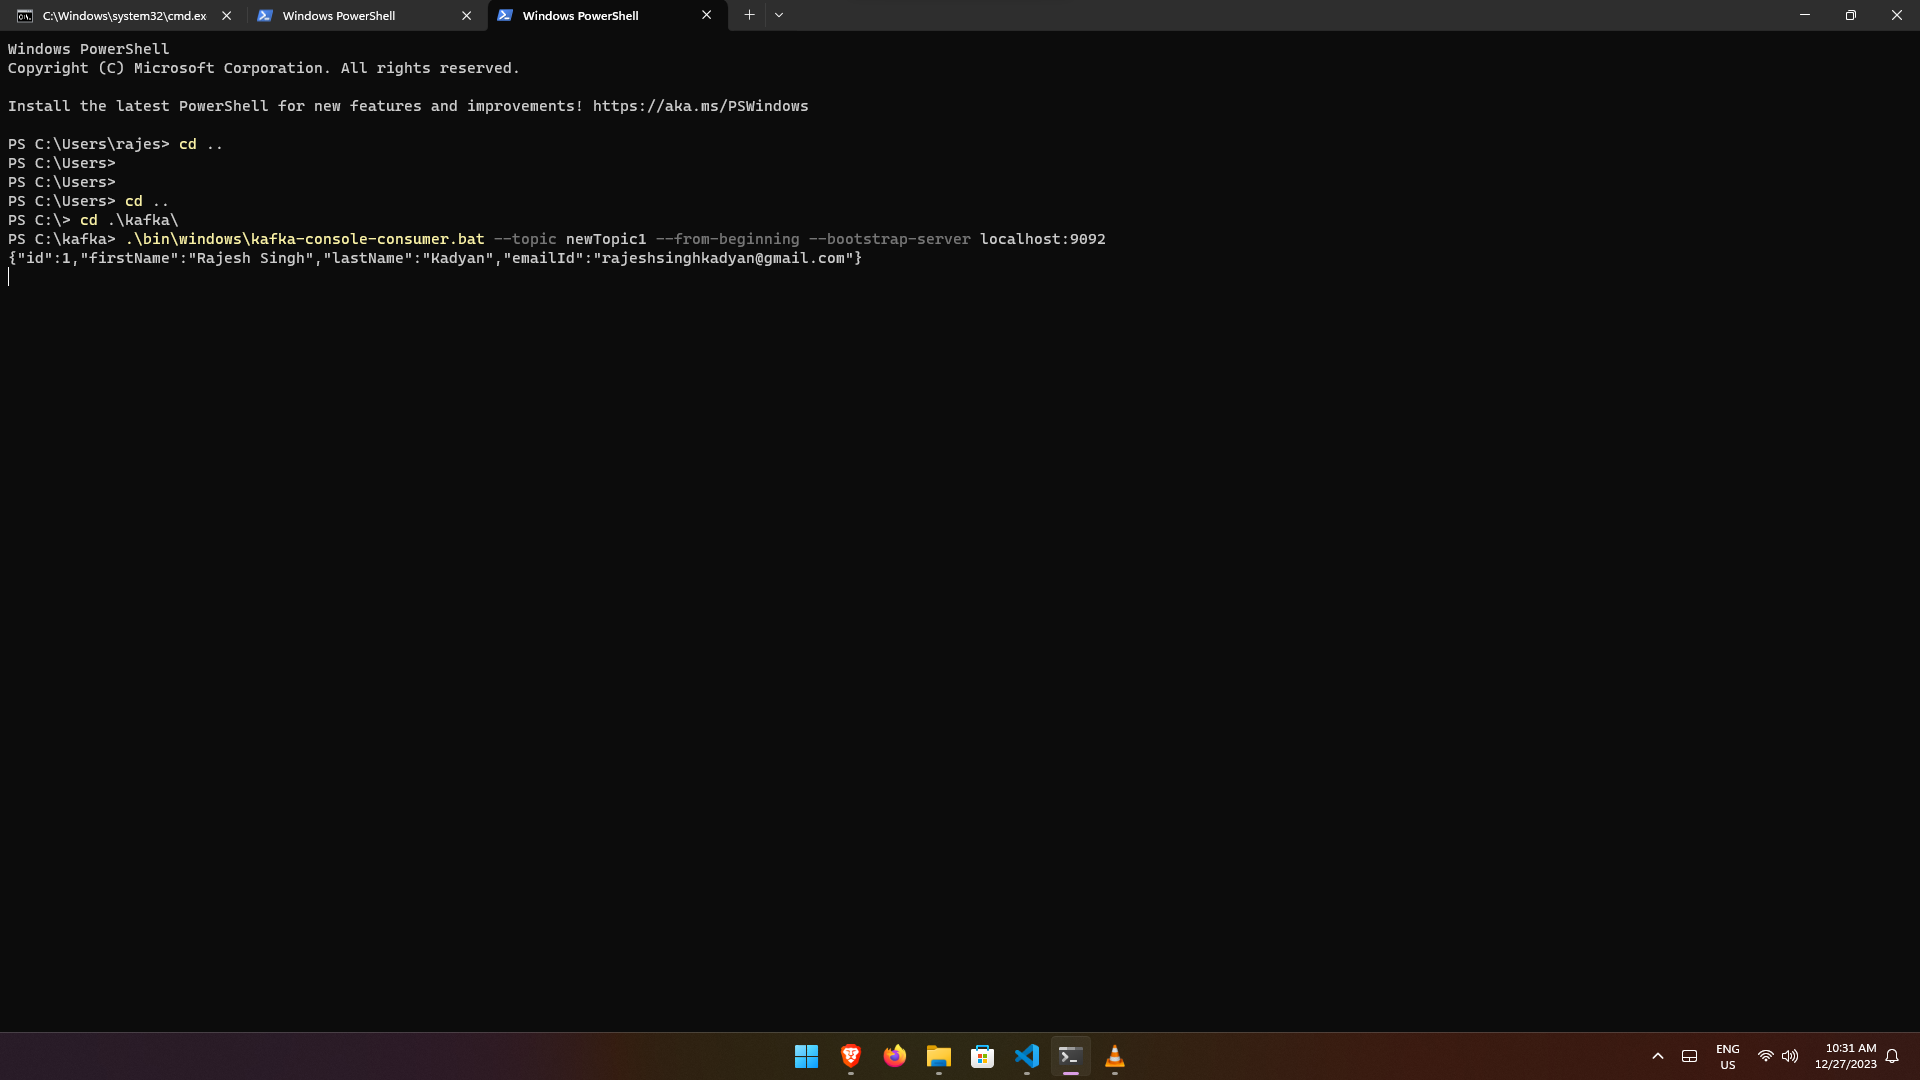 C:\Windows\system32\cmd.ex
Windows PowerShell
Windows PowerShell
Windows PowerShell
Copyright (C) Microsoft Corporation. All rights reserved.
Install the latest PowerShell for new features and improvements! https://aka.ms/PSWindows
PS C:\Users\rajes> cd ..
PS C:\Users>
PS C:\Users>
PS C:\Users> cd ..
PS C:\> cd .\kafka\
PS C:\kafka> .\bin\windows\kafka-console-consumer.bat --topic newTopic1 --from-beginning --bootstrap-server localhost:9092
{"id":1,"firstName":"Rajesh Singh","lastName":"Kadyan","emailId":"rajeshsinghkadyan@gmail.com"}
ENG
US
10:31 AM
12/27/2023